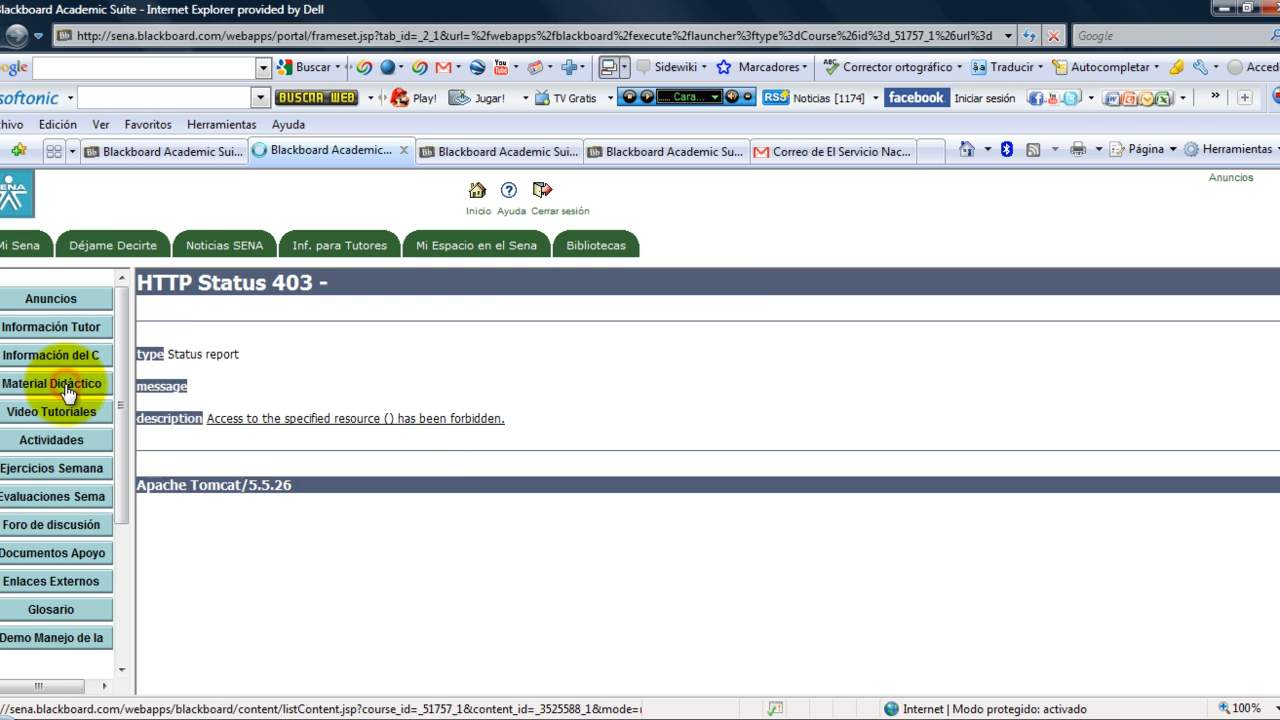 Blackboard Academic Suite - Internet Explorer provided by Dell
http://sena.blackboard.com/webapps/portal/frameset.jsp?tab_id=_2_1&url=%2fwebapps%2fblackboard%2fexecute%2flauncher%3ftype%3dCourse%26id%3d_51757_1%26url%3d
Google
ogle Buscar Sidewiki Marcadores Corrector ortográfico Traducir Autocompletar Acced
softonic BUSCAR WEB Play! Jugar! TV Gratis Cara... RSS Noticias [1174] facebook Iniciar sesión
chivo Edición Ver Favoritos Herramientas Ayuda
Blackboard Academic Sui... Blackboard Academic... Blackboard Academic Sui... Blackboard Academic Su... Correo de El Servicio Nac... Página Herramientas
SENA
Anuncios
Inicio Ayuda Cerrar sesión
Mi Sena Déjame Decirte Noticias SENA Inf. para Tutores Mi Espacio en el Sena Bibliotecas
HTTP Status 403 -
Anuncios
Información Tutor
Información del C
type Status report
Material Didáctico
message
Video Tutoriales
description Access to the specified resource () has been forbidden.
Actividades
Ejercicios Semana
Apache Tomcat/5.5.26
Evaluaciones Sema
Foro de discusión
Documentos Apoyo
Enlaces Externos
Glosario
Demo Manejo de la
//sena.blackboard.com/webapps/blackboard/content/listContent.jsp?course_id=_51757_1&content_id=_3525588_1&mode=
Internet | Modo protegido: activado 100%